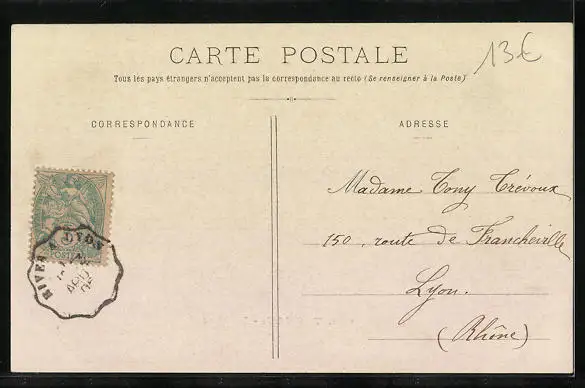 13€
CARTE POSTALE
Tous les pays étrangers n'acceptent pas la correspondance au recto (Se renseigner à la Poste)
CORRESPONDANCE
ADRESSE
Madame Tony Trévoux
150, route de Francheville
Lyon.
(Rhône)
POSTES
LYON